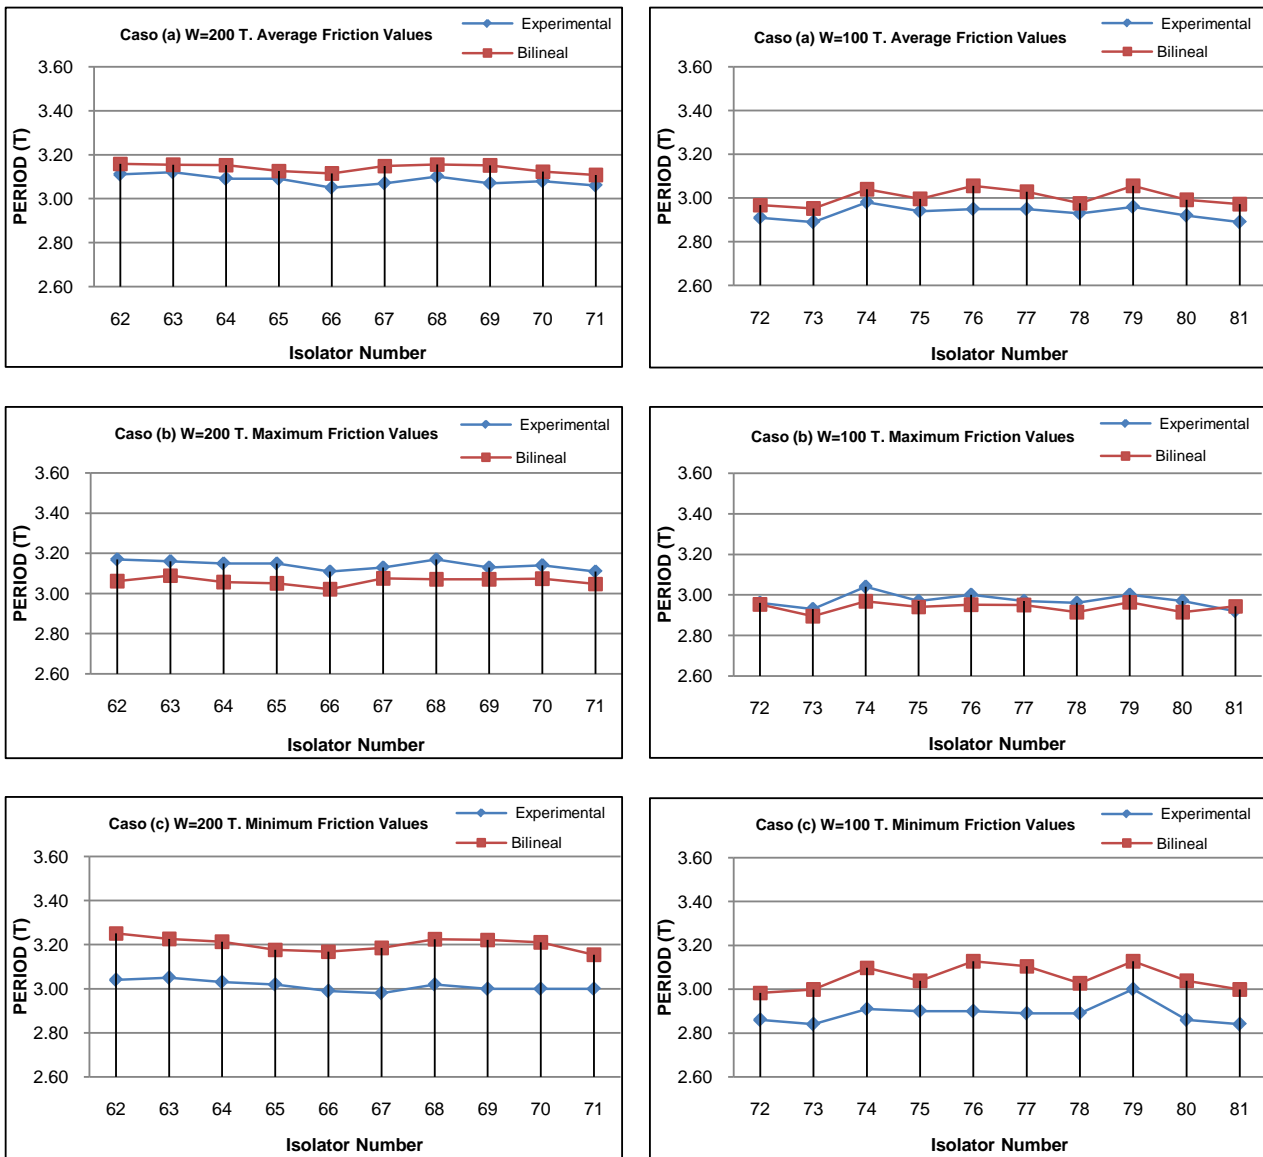 Caso (a) W=200 T. Average Friction Values
Experimental
Bilineal
PERIOD (T)
3.60
3.40
3.20
3.00
2.80
2.60
62 63 64 65 66 67 68 69 70 71
Isolator Number
Caso (a) W=100 T. Average Friction Values
Experimental
Bilineal
PERIOD (T)
3.60
3.40
3.20
3.00
2.80
2.60
72 73 74 75 76 77 78 79 80 81
Isolator Number
Caso (b) W=200 T. Maximum Friction Values
Experimental
Bilineal
PERIOD (T)
3.60
3.40
3.20
3.00
2.80
2.60
62 63 64 65 66 67 68 69 70 71
Isolator Number
Caso (b) W=100 T. Maximum Friction Values
Experimental
Bilineal
PERIOD (T)
3.60
3.40
3.20
3.00
2.80
2.60
72 73 74 75 76 77 78 79 80 81
Isolator Number
Caso (c) W=200 T. Minimum Friction Values
Experimental
Bilineal
PERIOD (T)
3.60
3.40
3.20
3.00
2.80
2.60
62 63 64 65 66 67 68 69 70 71
Isolator Number
Caso (c) W=100 T. Minimum Friction Values
Experimental
Bilineal
PERIOD (T)
3.60
3.40
3.20
3.00
2.80
2.60
72 73 74 75 76 77 78 79 80 81
Isolator Number